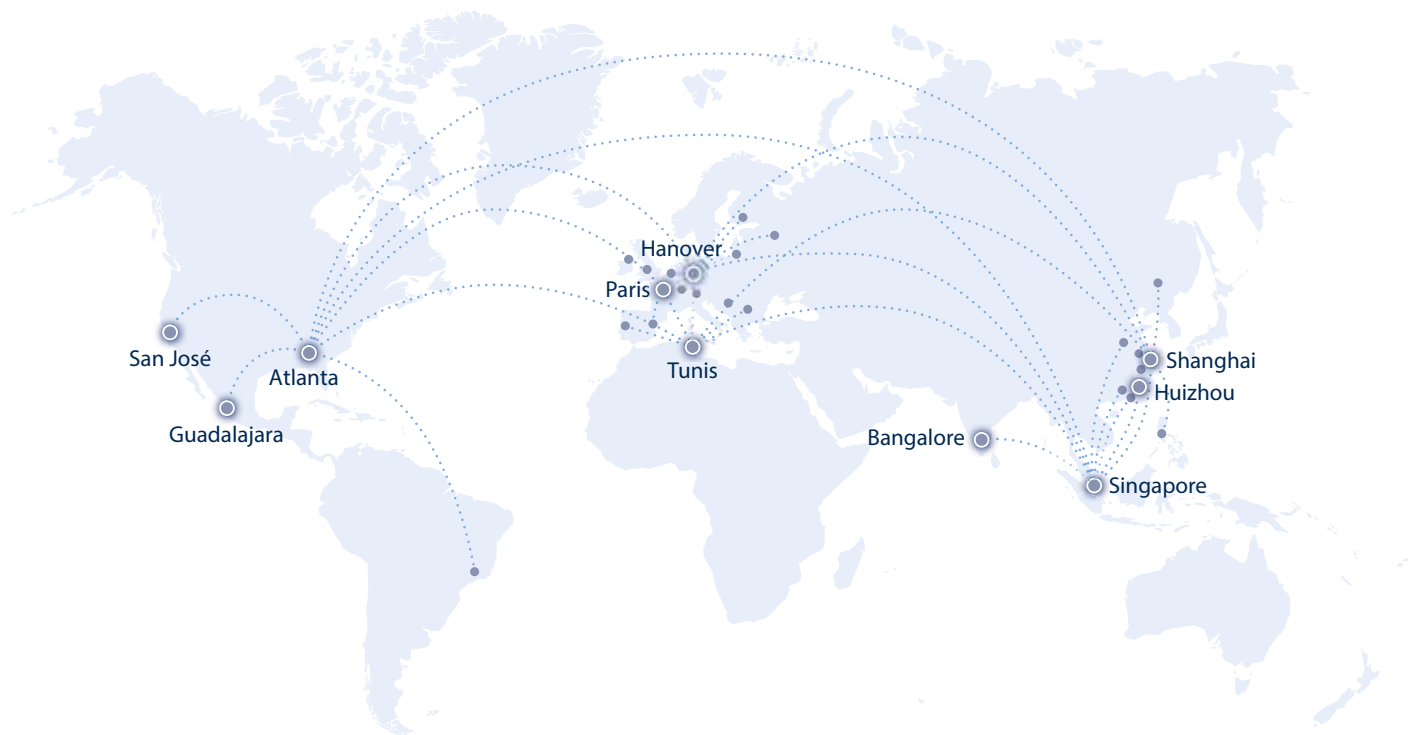 Hanover
Paris
San José
Atlanta
Tunis
Shanghai
Huizhou
Guadalajara
Bangalore
Singapore